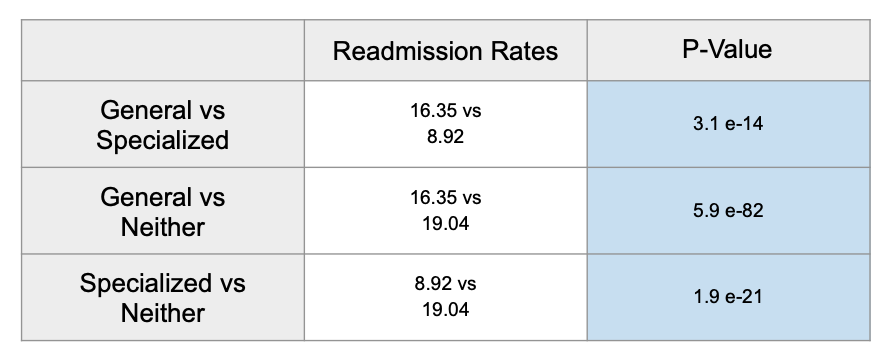 Readmission Rates
P-Value
General vs
Specialized
16.35 vs
8.92
3.1 e-14
General vs
Neither
16.35 vs
19.04
5.9 e-82
Specialized vs
Neither
8.92 vs
19.04
1.9 e-21